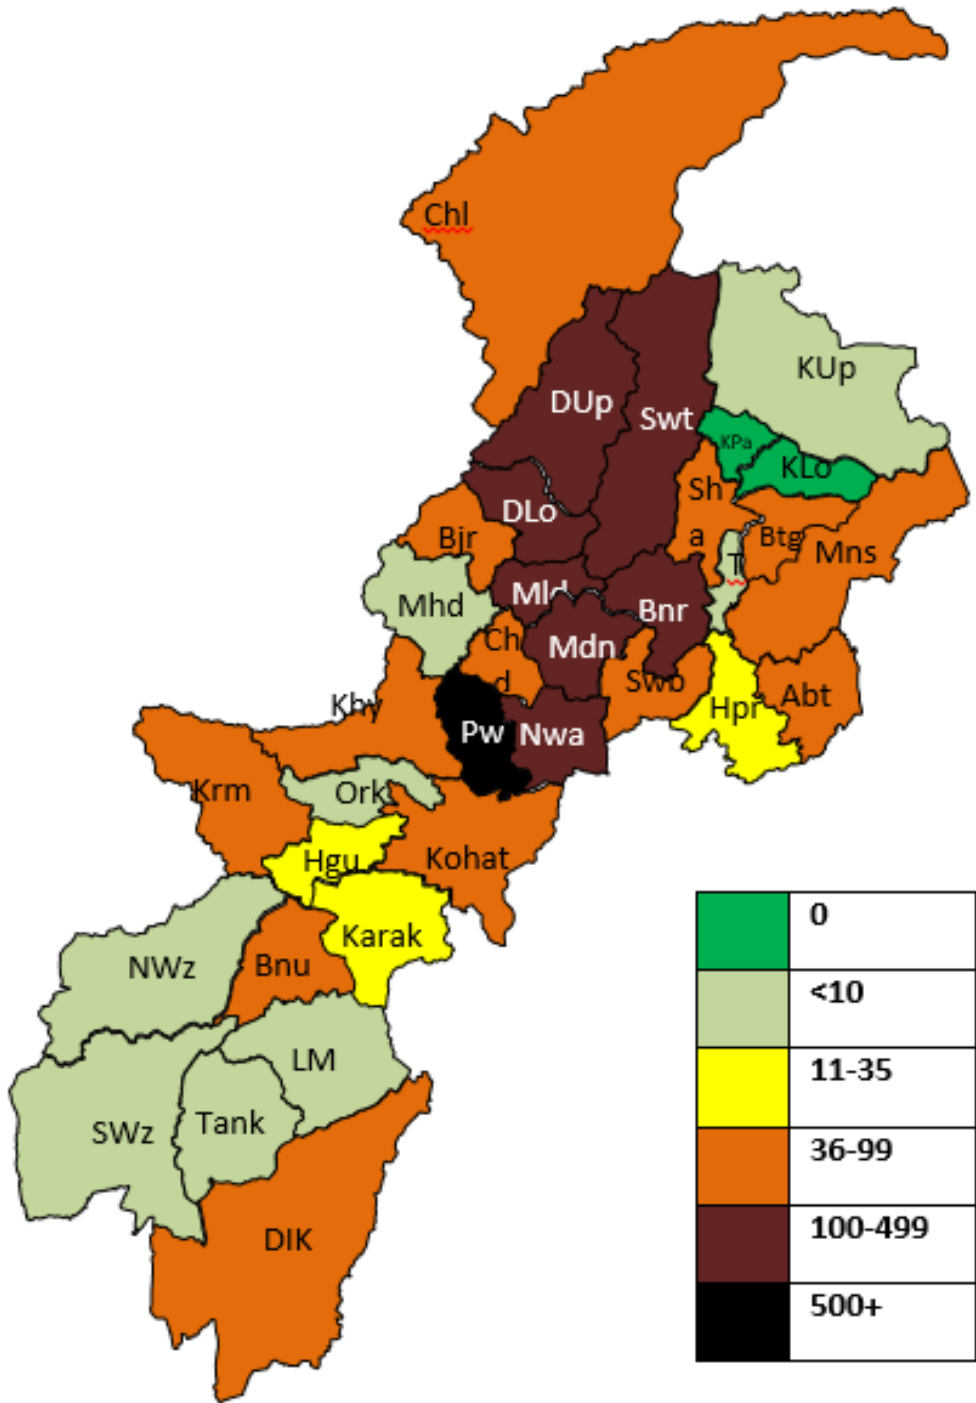 Chl
KUp
DUp
Swt
KPa
KLo
Sh
a
DLo
Bjr
Btg
Mns
T
Mld
Mhd
Bnr
Ch
d
Mdn
Swb
Abt
Khy
Hpr
Pw
Nwa
Krm
Ork
Hgu
Kohat
Karak
NWz
Bnu
LM
SWz
Tank
DIK
0
<10
11-35
36-99
100-499
500+